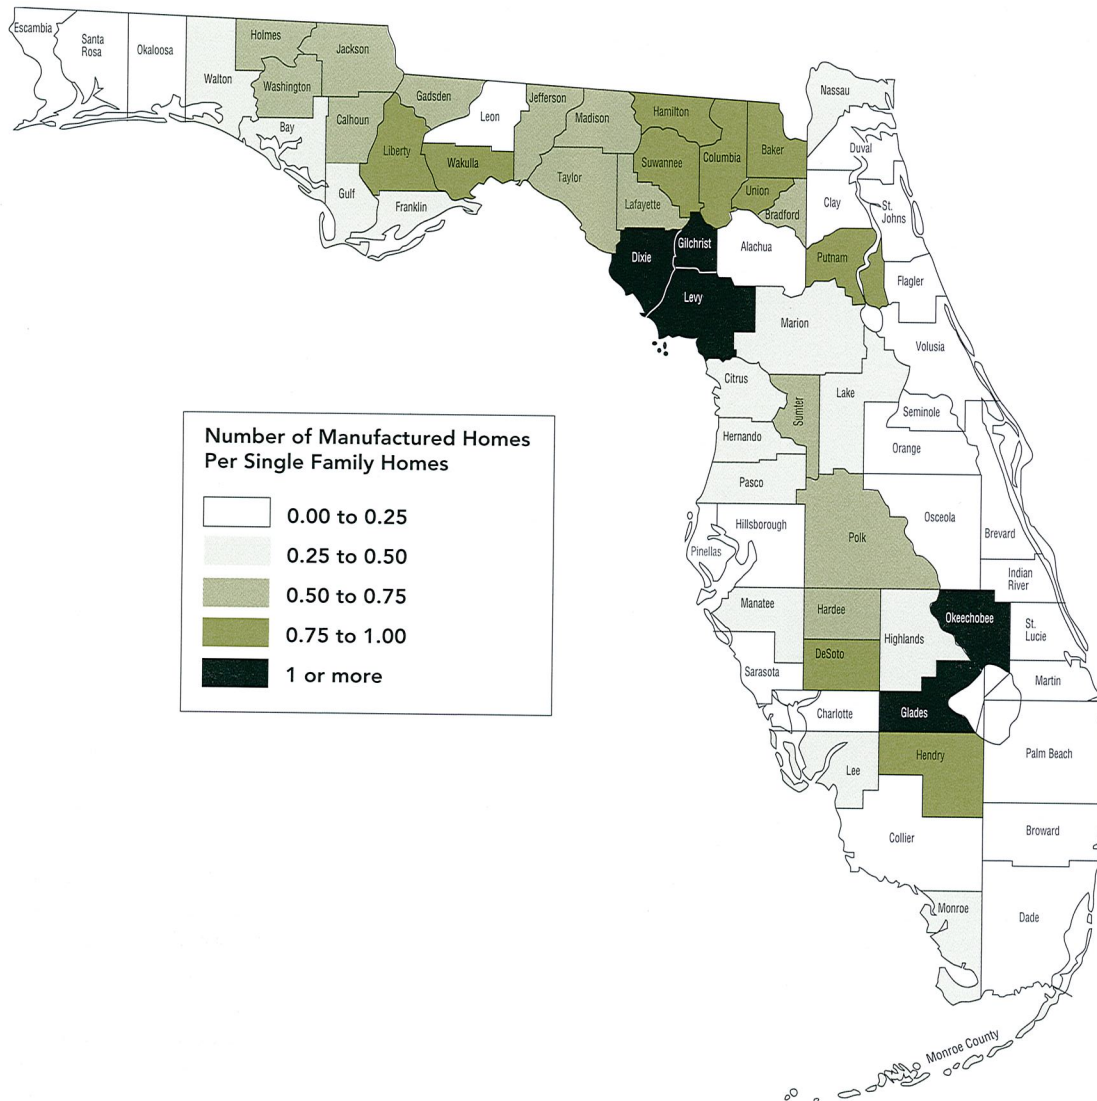 Escambia
Santa
Rosa
Okaloosa
Walton
Holmes
Jackson
Washington
Bay
Calhoun
Gadsden
Liberty
Gulf
Franklin
Leon
Wakulla
Jefferson
Madison
Taylor
Hamilton
Suwannee
Lafayette
Columbia
Baker
Union
Bradford
Nassau
Duval
Clay
St.
Johns
Dixie
Gilchrist
Alachua
Putnam
Flagler
Levy
Marion
Volusia
Citrus
Sumter
Lake
Seminole
Hernando
Orange
Pasco
Hillsborough
Pinellas
Polk
Osceola
Brevard
Indian
River
Manatee
Hardee
Highlands
Okeechobee
St.
Lucie
Sarasota
DeSoto
Martin
Charlotte
Glades
Lee
Hendry
Palm Beach
Collier
Broward
Monroe
Dade
Monroe County
Number of Manufactured Homes
Per Single Family Homes
0.00 to 0.25
0.25 to 0.50
0.50 to 0.75
0.75 to 1.00
1 or more